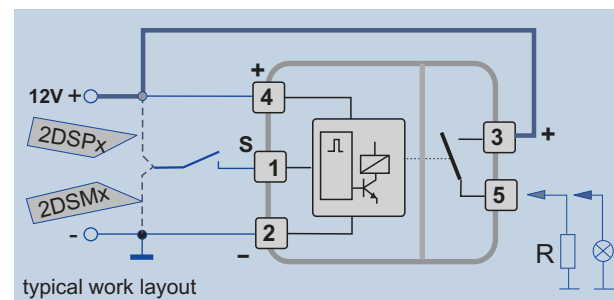 12V +
+
4
3
+
2DSPx
S
1
5
2DSMx
2
-
–
R
typical work layout